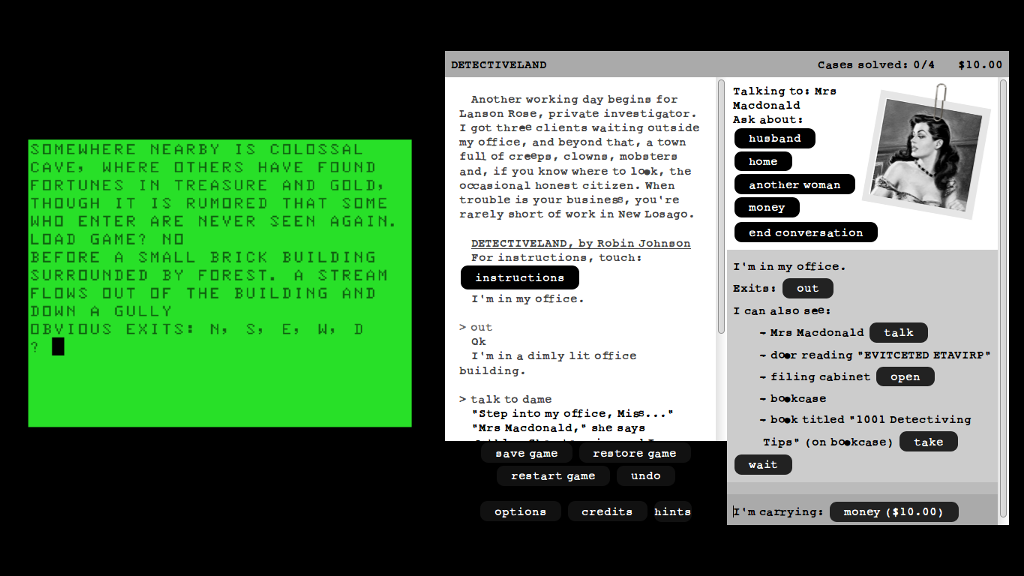 SOMEWHERE NEARBY IS COLOSSAL
CAVE, WHERE OTHERS HAVE FOUND
FORTUNES IN TREASURE AND GOLD,
THOUGH IT IS RUMORED THAT SOME
WHO ENTER ARE NEVER SEEN AGAIN.
LOAD GAME? NO
BEFORE A SMALL BRICK BUILDING
SURROUNDED BY FOREST. A STREAM
FLOWS OUT OF THE BUILDING AND
DOWN A GULLY
OBVIOUS EXITS: N, S, E, W, D
?
DETECTIVELAND
Cases solved: 0/4 $10.00
Another working day begins for
Lanson Rose, private investigator.
I got three clients waiting outside
my office, and beyond that, a town
full of creeps, clowns, mobsters
and, if you know where to look, the
occasional honest citizen. When
trouble is your business, you're
rarely short of work in New Losago.
DETECTIVELAND, by Robin Johnson
For instructions, touch:
instructions
I'm in my office.
> out
Ok
I'm in a dimly lit office
building.
> talk to dame
"Step into my office, Miss..."
"Mrs Macdonald," she says
save game
restore game
restart game
undo
options
credits
hints
Talking to: Mrs
Macdonald
Ask about:
husband
home
another woman
money
end conversation
I'm in my office.
Exits: out
I can also see:
- Mrs Macdonald talk
- door reading "EVITCETED ETAVIRP"
- filing cabinet open
- bookcase
- book titled "1001 Detectiving
Tips" (on bookcase) take
wait
I'm carrying: money ($10.00)